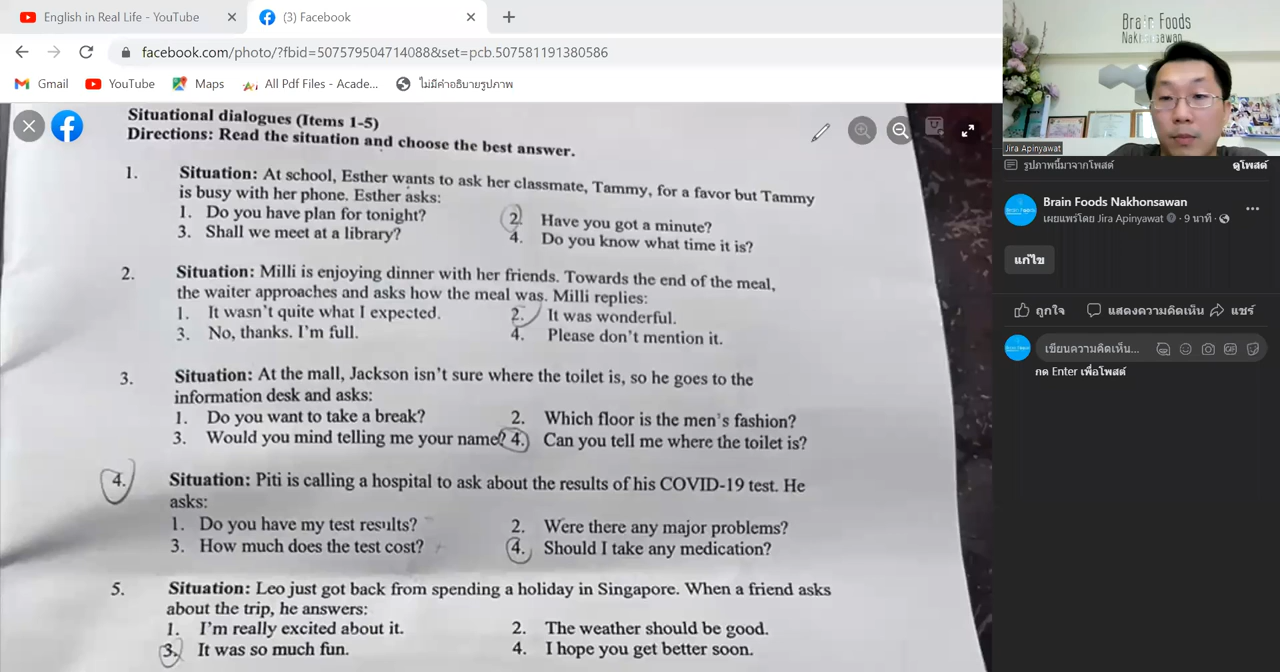 English in Real Life - YouTube
(3) Facebook
facebook.com/photo/?fbid=507579504714088&set=pcb.507581191380586
Gmail YouTube Maps All Pdf Files - Acade... ไม่มีคำอธิบายรูปภาพ
Situational dialogues (Items 1-5)
Directions: Read the situation and choose the best answer.
1. Situation: At school, Esther wants to ask her classmate, Tammy, for a favor but Tammy
is busy with her phone. Esther asks:
1. Do you have plan for tonight? 2. Have you got a minute?
3. Shall we meet at a library? 4. Do you know what time it is?
2. Situation: Milli is enjoying dinner with her friends. Towards the end of the meal,
the waiter approaches and asks how the meal was. Milli replies:
1. It wasn't quite what I expected. 2. It was wonderful.
3. No, thanks. I'm full. 4. Please don't mention it.
3. Situation: At the mall, Jackson isn't sure where the toilet is, so he goes to the
information desk and asks:
1. Do you want to take a break? 2. Which floor is the men's fashion?
3. Would you mind telling me your name? 4. Can you tell me where the toilet is?
4. Situation: Piti is calling a hospital to ask about the results of his COVID-19 test. He
asks:
1. Do you have my test results? 2. Were there any major problems?
3. How much does the test cost? 4. Should I take any medication?
5. Situation: Leo just got back from spending a holiday in Singapore. When a friend asks
about the trip, he answers:
1. I'm really excited about it. 2. The weather should be good.
3. It was so much fun. 4. I hope you get better soon.
Brain Foods
Nakhonsawan
Jira Apinyawat
รูปภาพนี้มาจากโพสต์ ดูโพสต์
Brain Foods Nakhonsawan
เผยแพร่โดย Jira Apinyawat · 9 นาที ·
แก้ไข
ถูกใจ แสดงความคิดเห็น แชร์
เขียนความคิดเห็น...
กด Enter เพื่อโพสต์